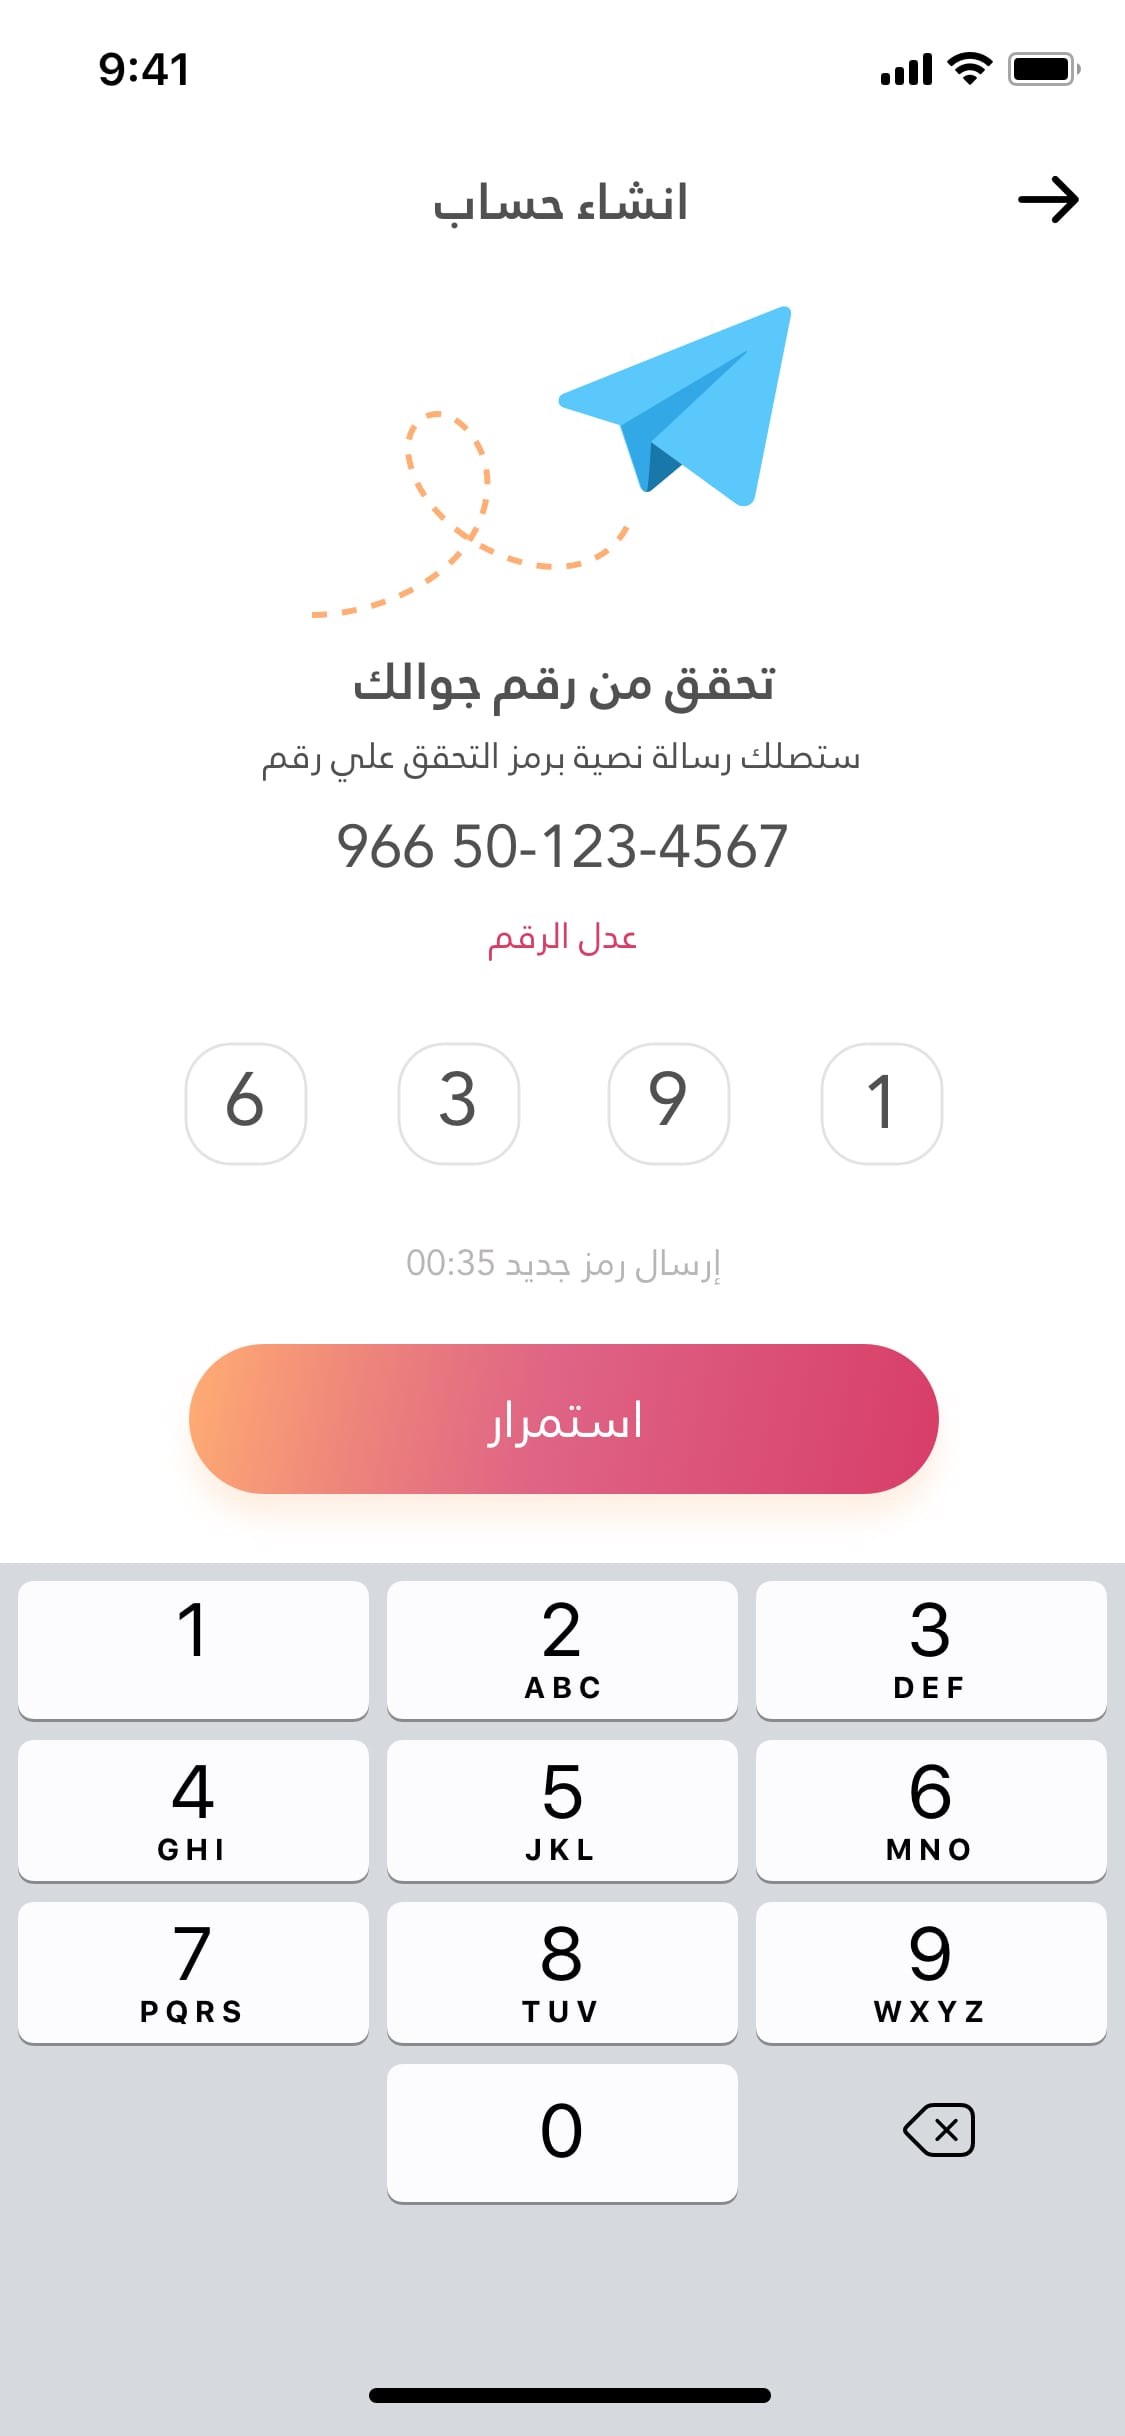 9:41
انشاء حساب
تحقق من رقم جوالك
ستصلك رسالة نصية برمز التحقق علي رقم
966 50-123-4567
عدل الرقم
6 3 9 1
إرسال رمز جديد 00:35
استمرار
1 2 3
ABC DEF
4 5 6
GHI JKL MNO
7 8 9
PQRS TUV WXYZ
0